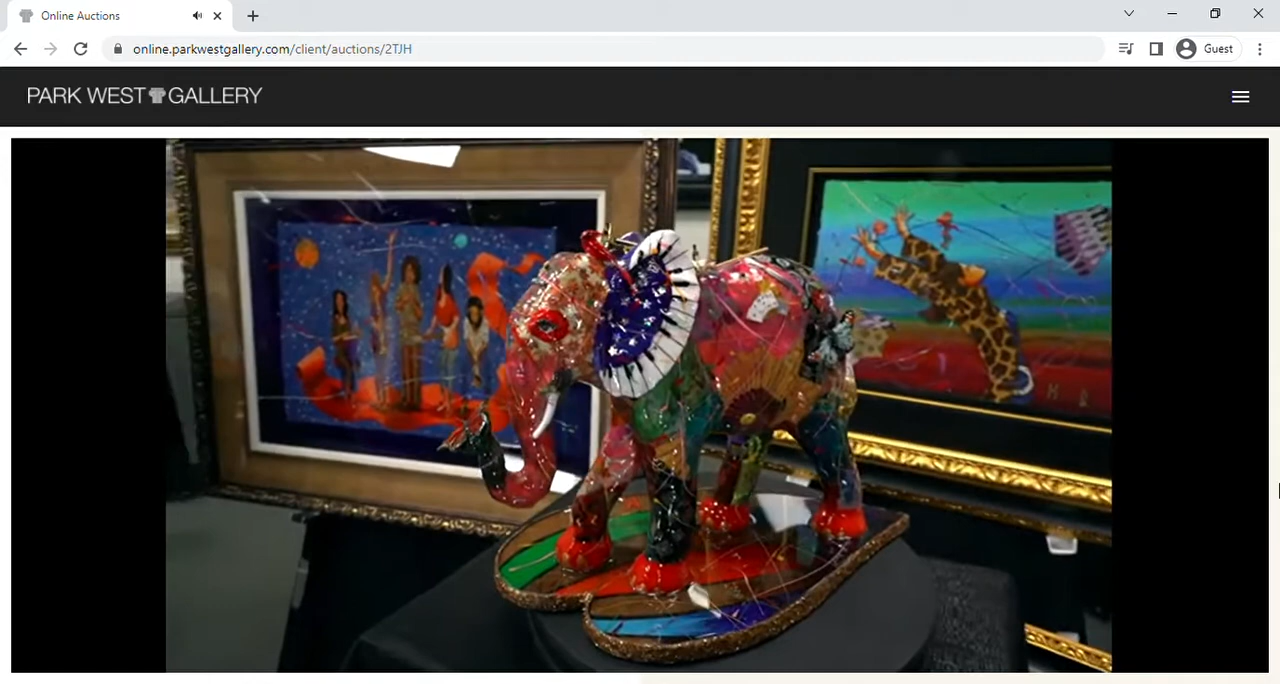 Online Auctions
online.parkwestgallery.com/client/auctions/2TJH
Guest
PARK WEST GALLERY